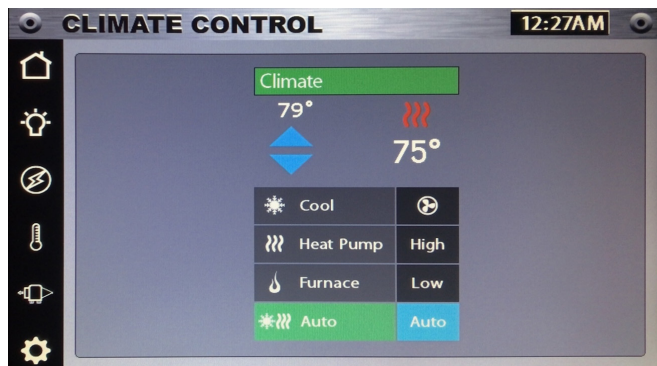 CLIMATE CONTROL 12:27AM
Climate
79°
75°
Cool
Heat Pump High
Furnace Low
Auto Auto